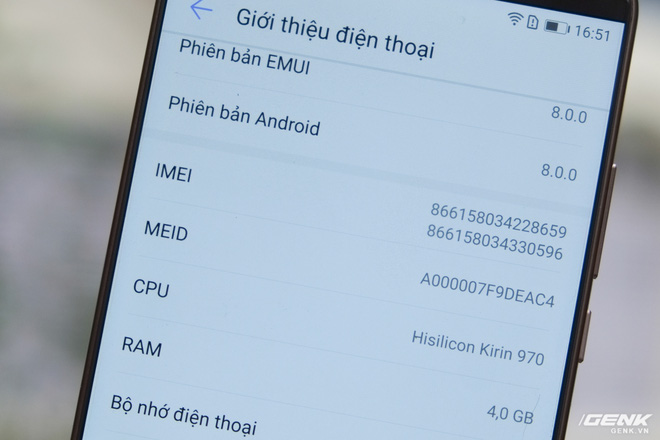 Giới thiệu điện thoại
16:51
Phiên bản EMUI
8.0.0
Phiên bản Android
8.0.0
IMEI
866158034228659
866158034330596
MEID
A000007F9DEAC4
CPU
Hisilicon Kirin 970
RAM
4,0 GB
Bộ nhớ điện thoại
GENK
GENK.VN